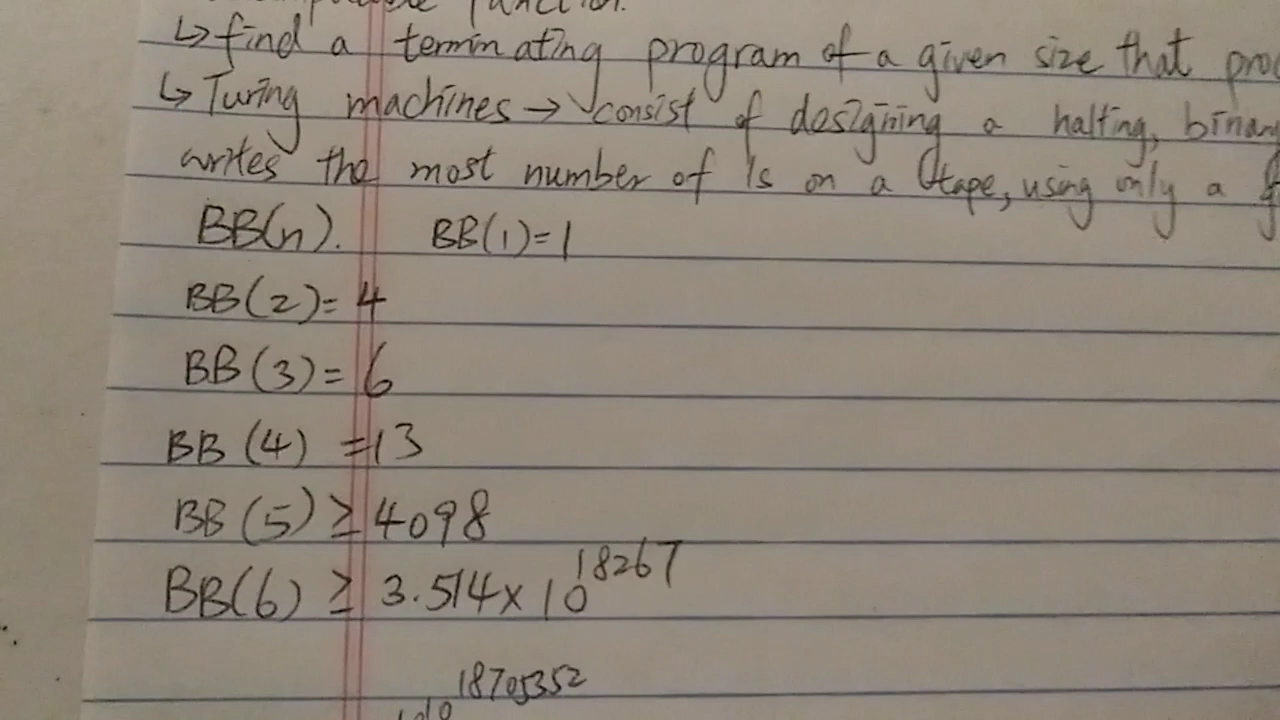 function.
↳ find a terminating program of a given size that
↳ Turing machines → consist of designing a halting, binary
writes the most number of 1s on a tape, using only a
BB(n). BB(1)=1
BB(2)=4
BB(3)=6
BB(4)=13
BB(5) ≥ 4098
BB(6) ≥ 3.514×10^18267
18705352